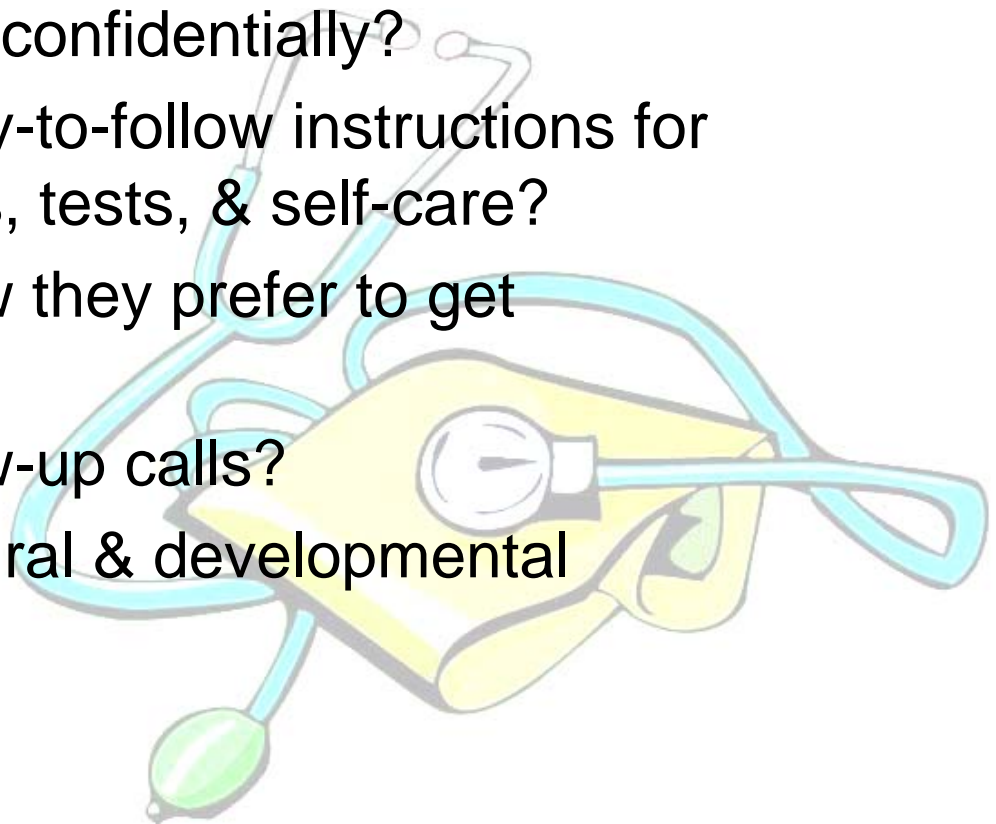 confidentially?
y-to-follow instructions for
s, tests, & self-care?
w they prefer to get
w-up calls?
ral & developmental